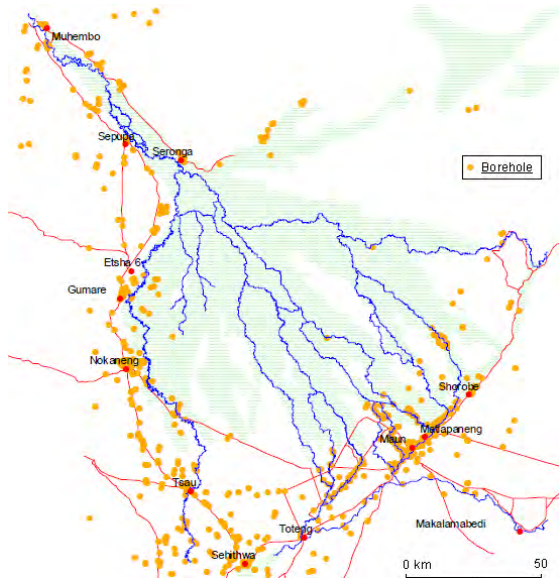 Muhembo
Sepupa
Seronga
Borehole
Etsha 6
Gumare
Nokaneng
Shorobe
Matlapaneng
Maun
Tsau
Toteng
Makalamabedi
Sehithwa
0 km 50